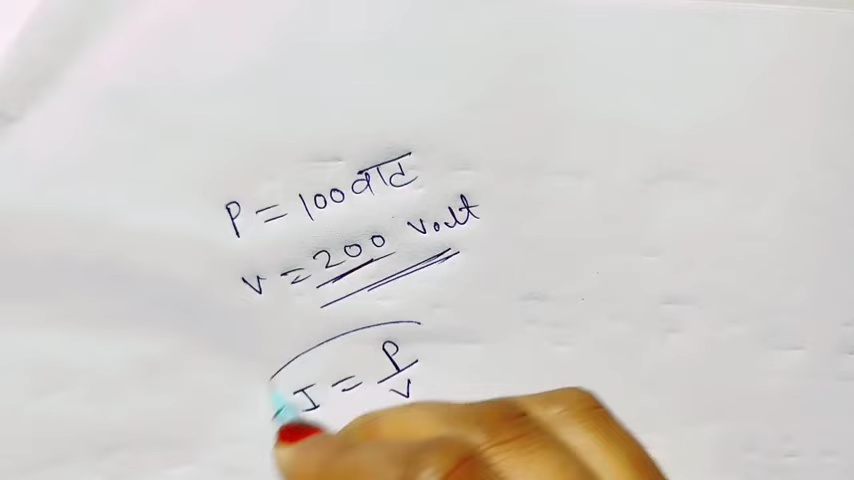 P = 100 वाट
V = 200 volt
I = P/V